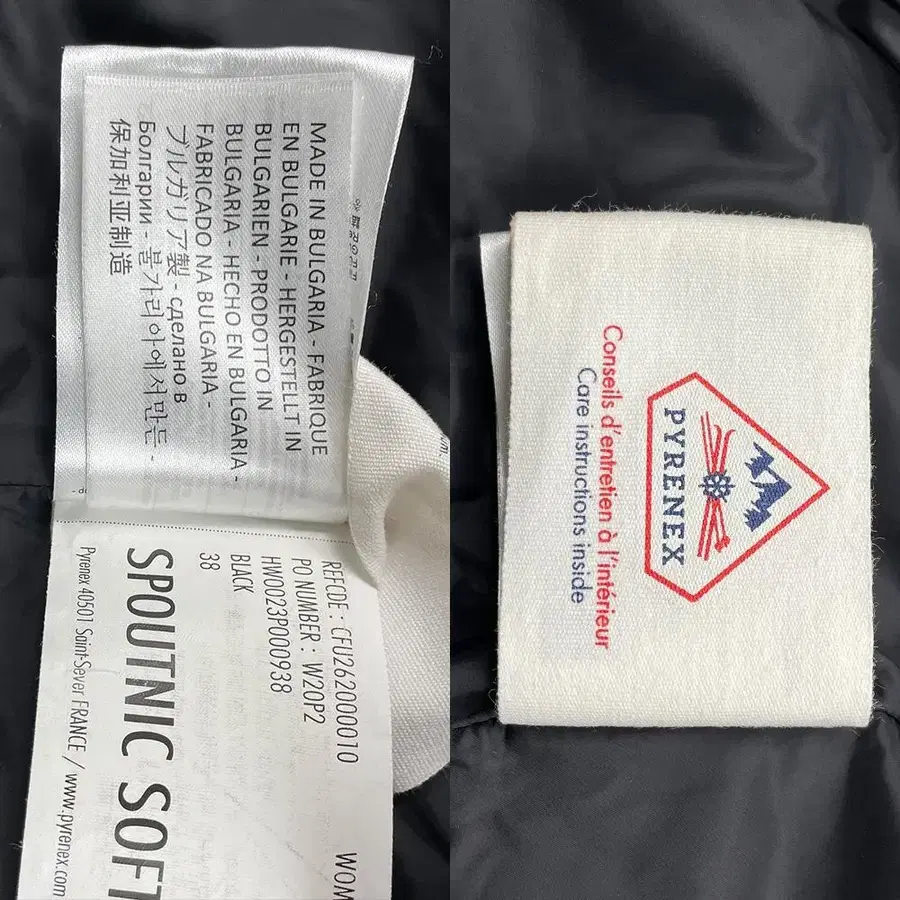 MADE IN BULGARIA - FABRIQUE
EN BULGARIE - HERGESTELLT IN
BULGARIEN - PRODOTTO IN
BULGARIA - HECHO EN BULGARIA -
FABRICADO NA BULGARIA -
ブルガリア製 - сделано в
Болгарии - 불가리아에서만든 -
保加利亚制造
REFCDE : CFU2620000010
PO NUMBER : W20P2
HW0023P000938
BLACK
38
WOM
SPOUTNIC SOFT
Pyrenex 40501 Saint-Sever FRANCE / www.pyrenex.com
PYRENEX
Conseils d'entretien à l'intérieur
Care instructions inside